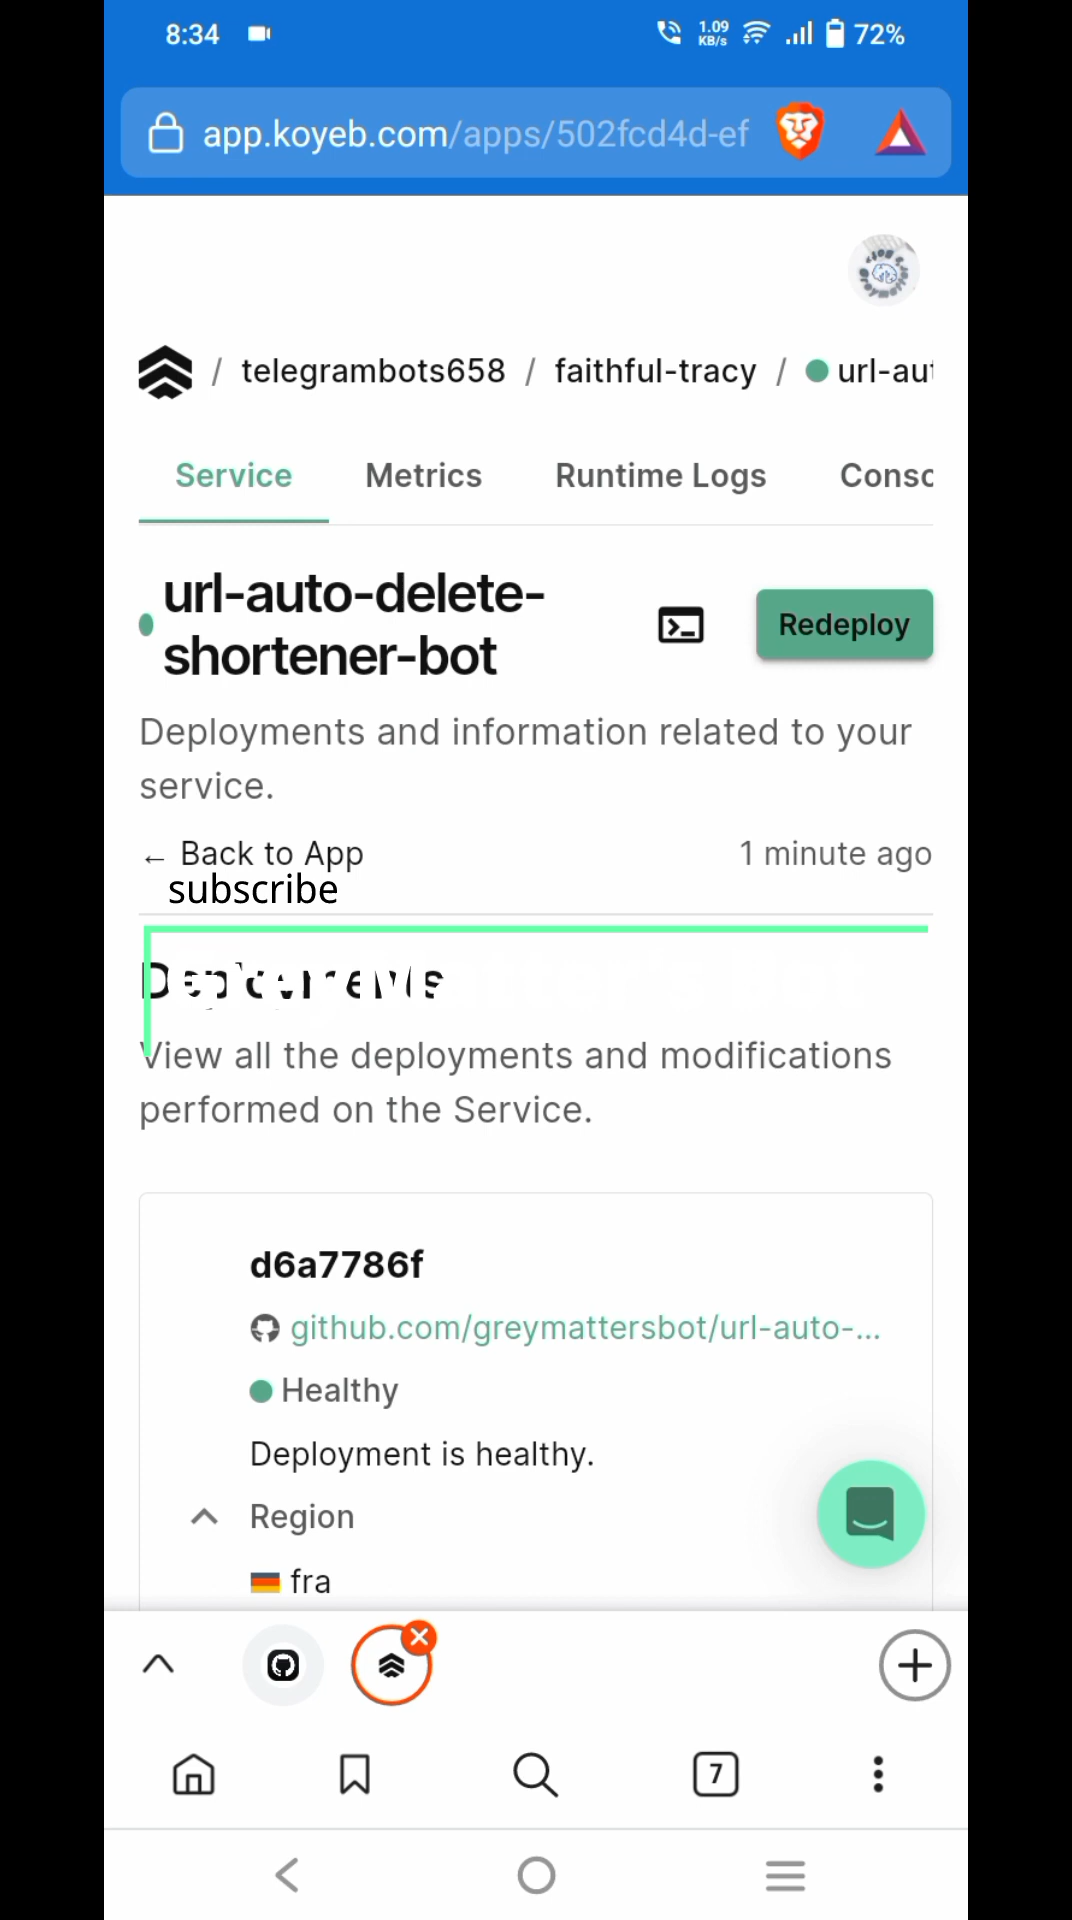 8:34 1.09 KB/s 72%
app.koyeb.com/apps/502fcd4d-ef
/ telegrambots658 / faithful-tracy / url-aut
Service Metrics Runtime Logs Conso
url-auto-delete-
shortener-bot
Redeploy
Deployments and information related to your
service.
← Back to App 1 minute ago
subscribe
View all the deployments and modifications
performed on the Service.
d6a7786f
github.com/greymattersbot/url-auto-...
Healthy
Deployment is healthy.
Region
fra
7